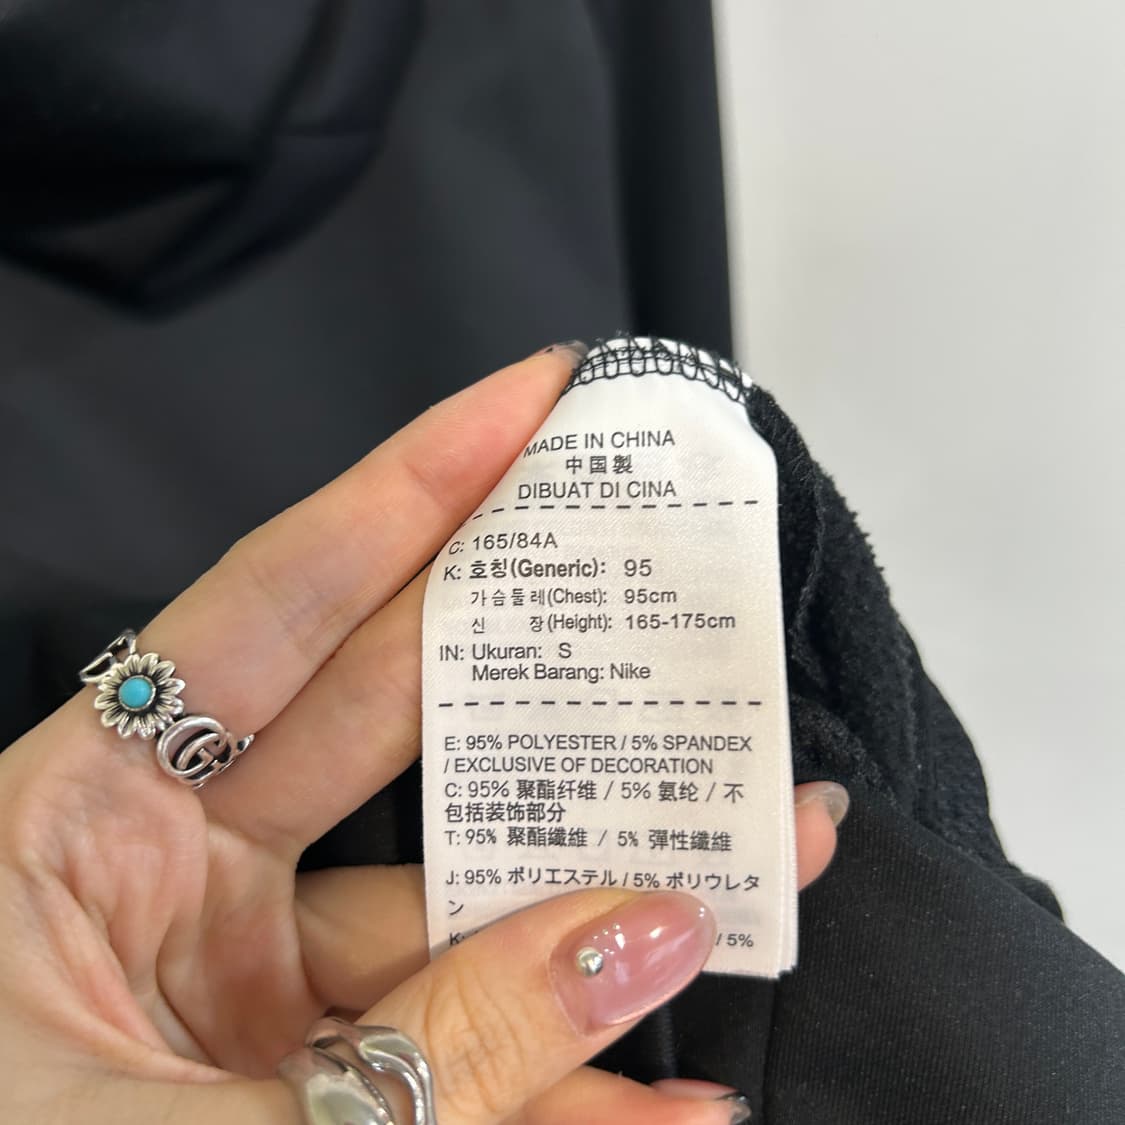 MADE IN CHINA
中国製
DIBUAT DI CINA
C: 165/84A
K: 호칭(Generic): 95
가슴둘레(Chest): 95cm
신 장(Height): 165-175cm
IN: Ukuran: S
Merek Barang: Nike
E: 95% POLYESTER / 5% SPANDEX
/ EXCLUSIVE OF DECORATION
C: 95% 聚酯纤维 / 5% 氨纶 / 不
包括装饰部分
T: 95% 聚酯纖維 / 5% 彈性纖維
J: 95% ポリエステル / 5% ポリウレタ
ン
K: / 5%